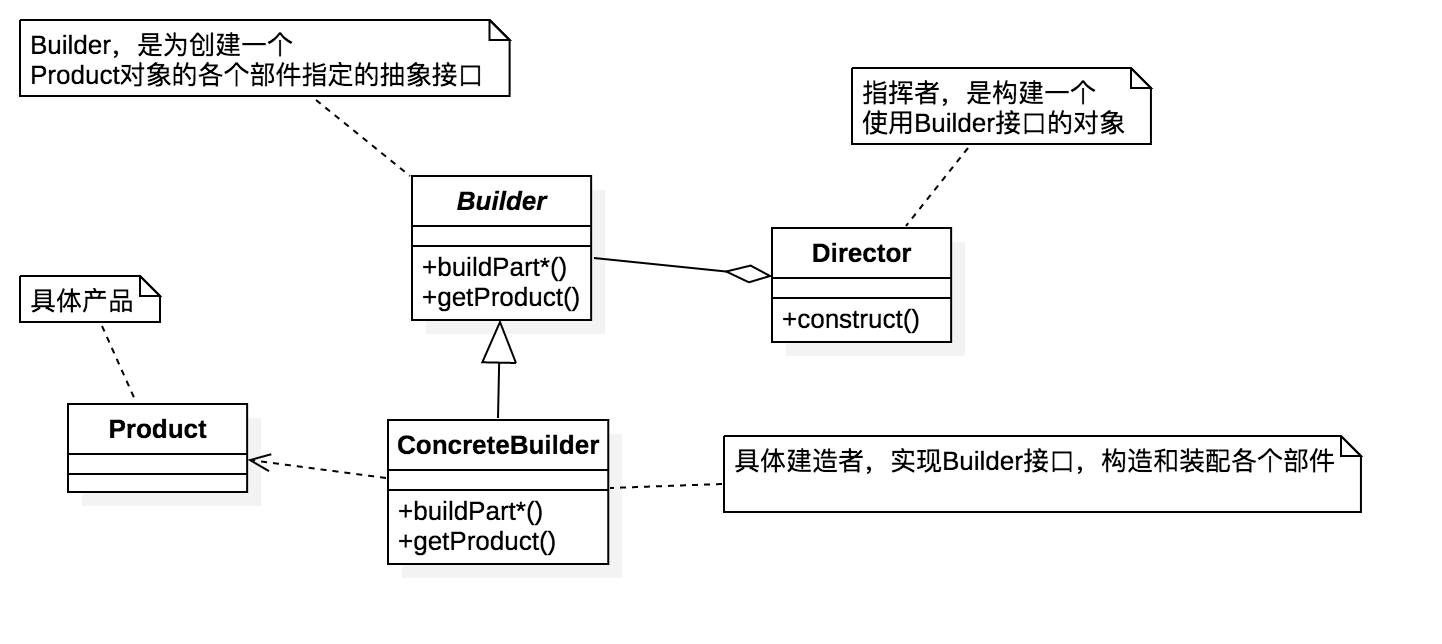 Builder，是为创建一个
Product对象的各个部件指定的抽象接口
指挥者，是构建一个
使用Builder接口的对象
Builder
+buildPart*()
+getProduct()
Director
+construct()
具体产品
Product
ConcreteBuilder
+buildPart*()
+getProduct()
具体建造者，实现Builder接口，构造和装配各个部件